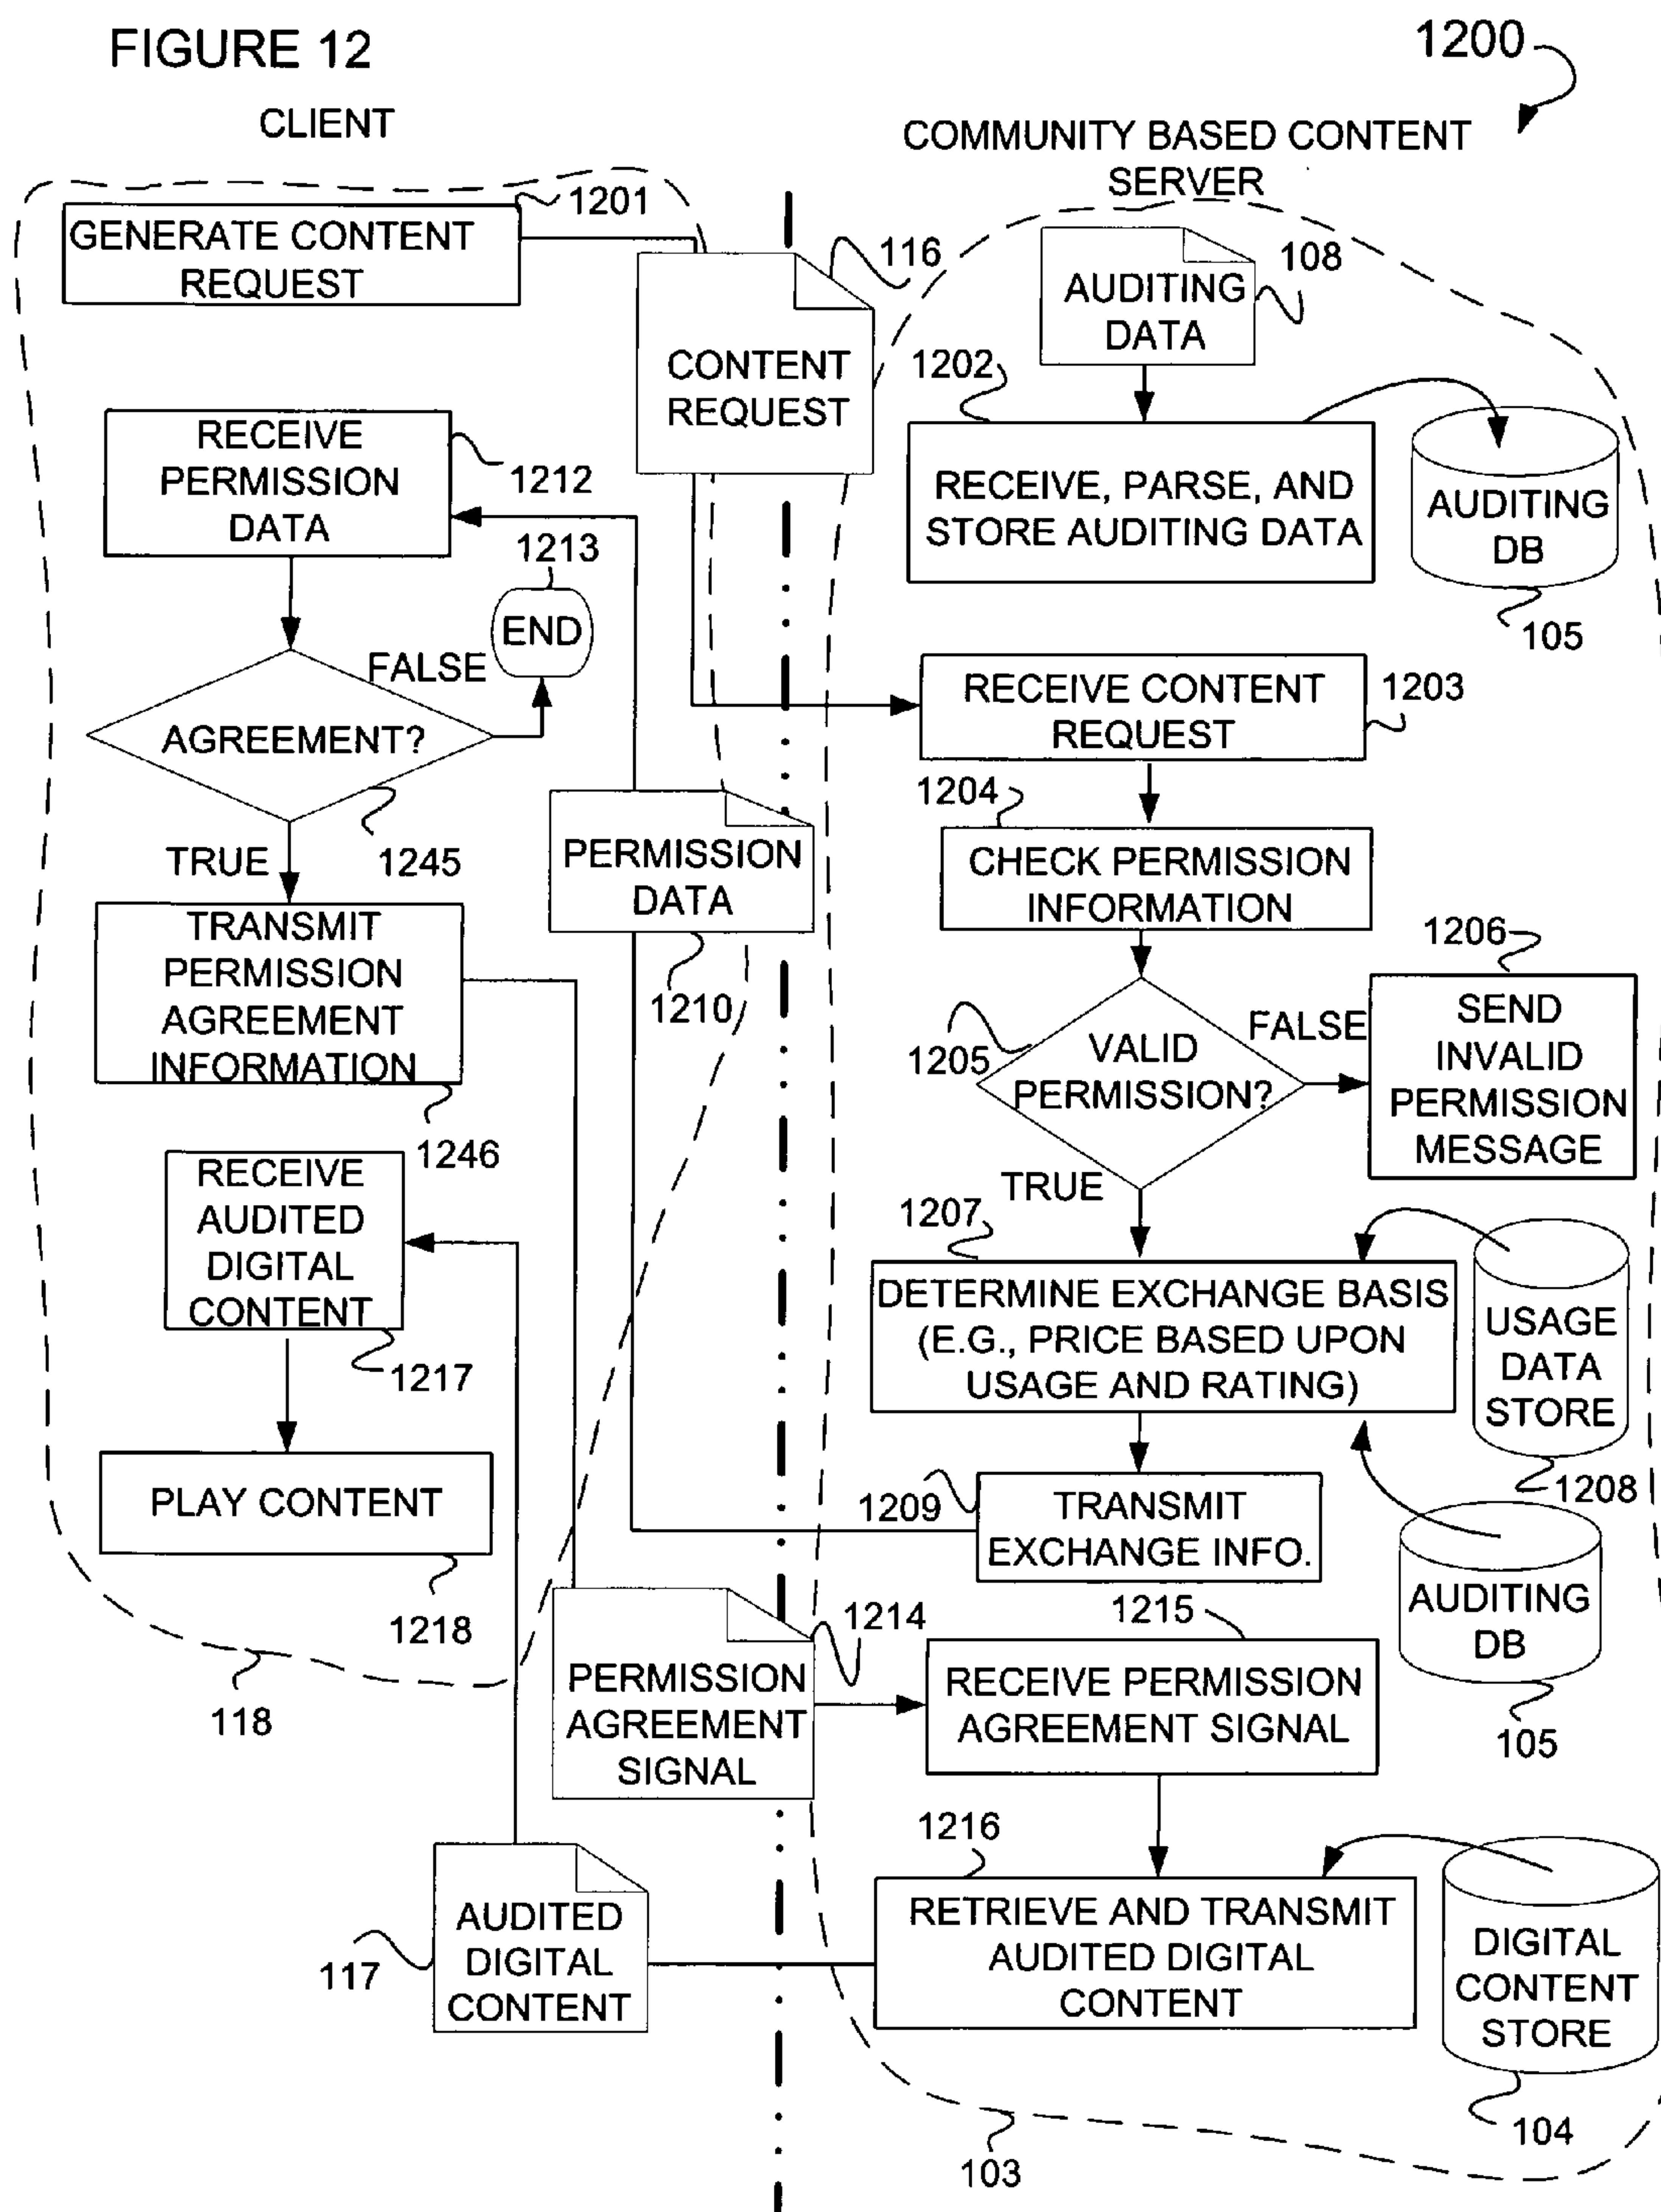 FIGURE 12
1200
CLIENT
COMMUNITY BASED CONTENT
SERVER
1201
GENERATE CONTENT
REQUEST
116
CONTENT
REQUEST
108
AUDITING
DATA
1202
RECEIVE, PARSE, AND
STORE AUDITING DATA
AUDITING
DB
105
RECEIVE
PERMISSION
DATA
1212
1213
END
FALSE
AGREEMENT?
1245
TRUE
RECEIVE CONTENT
REQUEST
1203
1204
CHECK PERMISSION
INFORMATION
PERMISSION
DATA
1210
TRANSMIT
PERMISSION
AGREEMENT
INFORMATION
1246
1205
VALID
PERMISSION?
FALSE
1206
SEND
INVALID
PERMISSION
MESSAGE
TRUE
RECEIVE
AUDITED
DIGITAL
CONTENT
1217
1207
DETERMINE EXCHANGE BASIS
(E.G., PRICE BASED UPON
USAGE AND RATING)
USAGE
DATA
STORE
1208
PLAY CONTENT
1218
1209
TRANSMIT
EXCHANGE INFO.
AUDITING
DB
105
118
PERMISSION
AGREEMENT
SIGNAL
1214
1215
RECEIVE PERMISSION
AGREEMENT SIGNAL
1216
RETRIEVE AND TRANSMIT
AUDITED DIGITAL
CONTENT
DIGITAL
CONTENT
STORE
104
117
AUDITED
DIGITAL
CONTENT
103